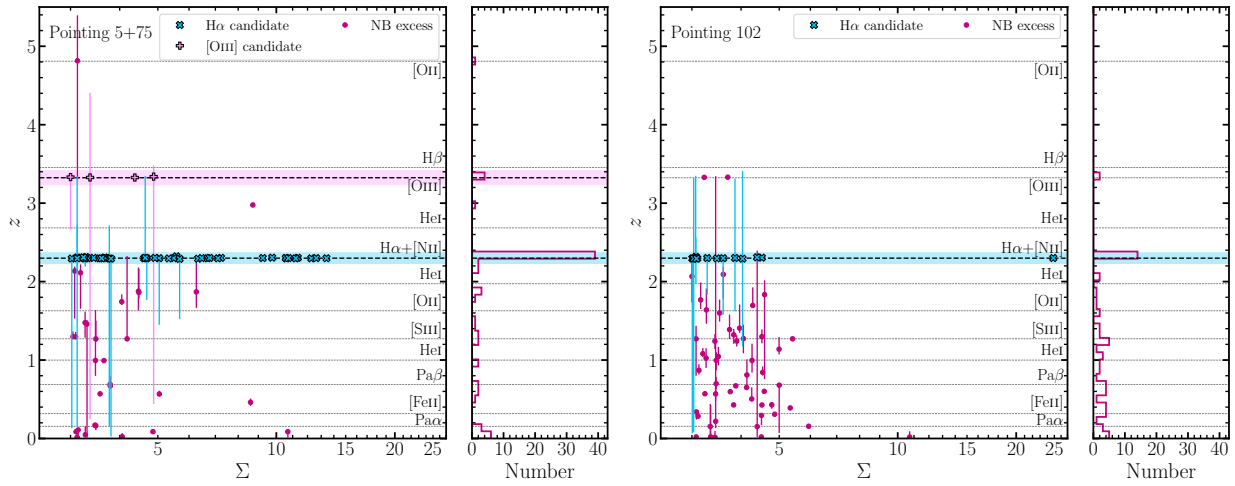 Pointing 5+75
Hα candidate
NB excess
[OIII] candidate
[OII]
Hβ
[OIII]
HeI
Hα+[NII]
HeI
[OII]
[SIII]
HeI
Paβ
[FeII]
Paα
z
0
1
2
3
4
5
5
10
15
20
25
Σ
0 10 20 30 40
Number
Pointing 102
Hα candidate
NB excess
[OII]
Hβ
[OIII]
HeI
Hα+[NII]
HeI
[OII]
[SIII]
HeI
Paβ
[FeII]
Paα
z
0
1
2
3
4
5
5
10
15
20
25
Σ
0 10 20 30 40
Number